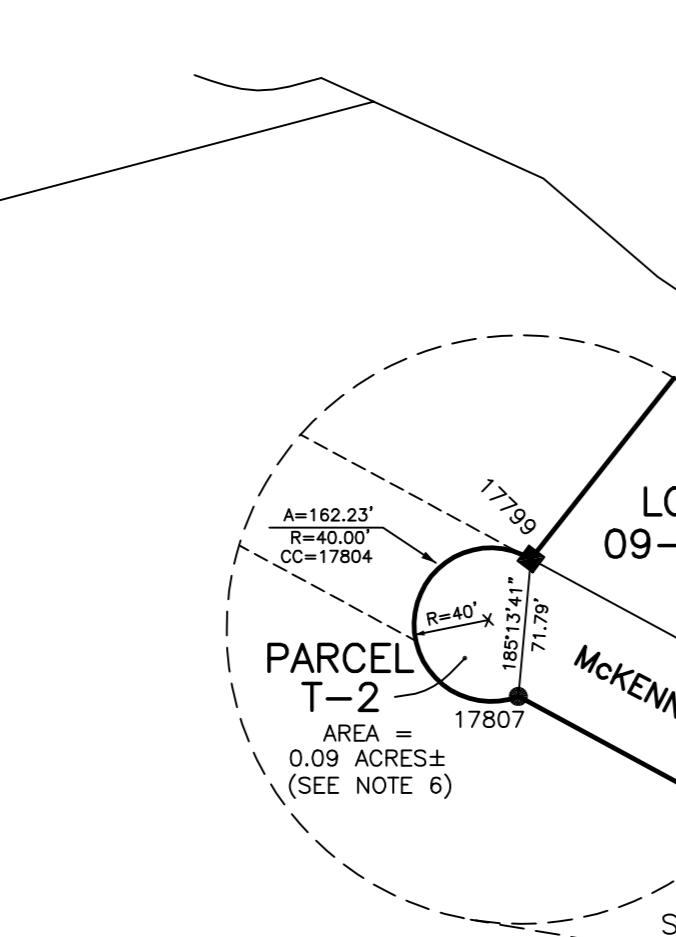 17799
LO
09-
A=162.23'
R=40.00'
CC=17804
R=40'
185°13'41"
71.79'
PARCEL
T-2
McKENN
17807
AREA =
0.09 ACRES±
(SEE NOTE 6)
S